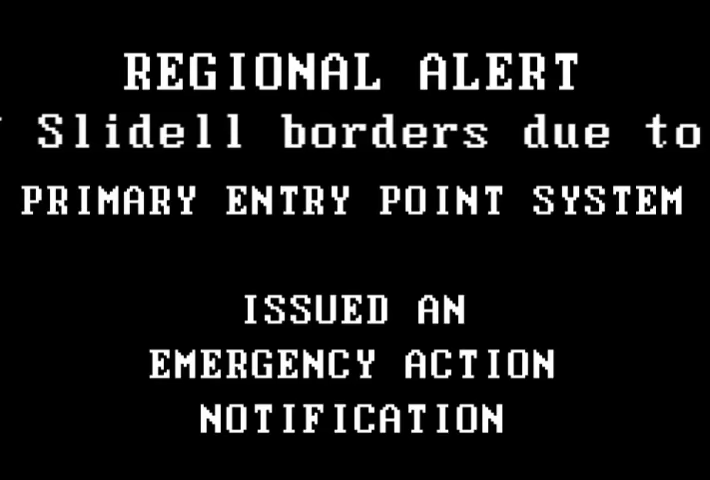 REGIONAL ALERT
Slidell borders due to
PRIMARY ENTRY POINT SYSTEM
ISSUED AN
EMERGENCY ACTION
NOTIFICATION